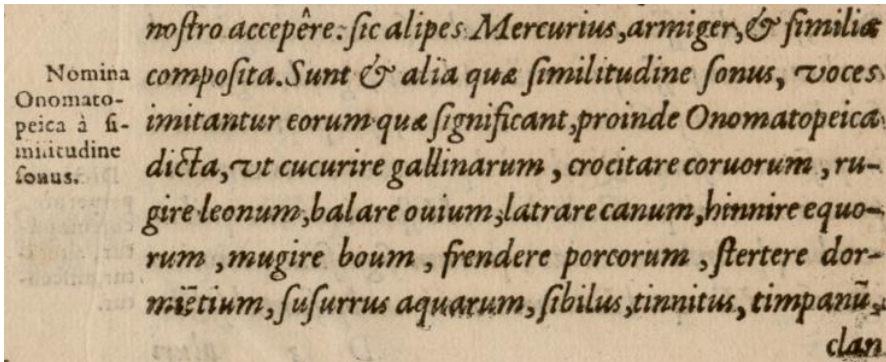 nostro accepêre: sic alipes Mercurius, armiger, & similia
composita. Sunt & alia quæ similitudine sonus, voces
imitantur eorum quæ significant, proinde Onomatopeica
dicta, vt cucurire gallinarum, crocitare coruorum, ru-
gire leonum, balare ouium, latrare canum, hinnire equo-
rum, mugire boum, frendere porcorum, stertere dor-
miẽtium, susurrus aquarum, sibilus, tinnitus, timpanũ,
clan
Nomina
Onomato-
peica à si-
militudine
sonus.